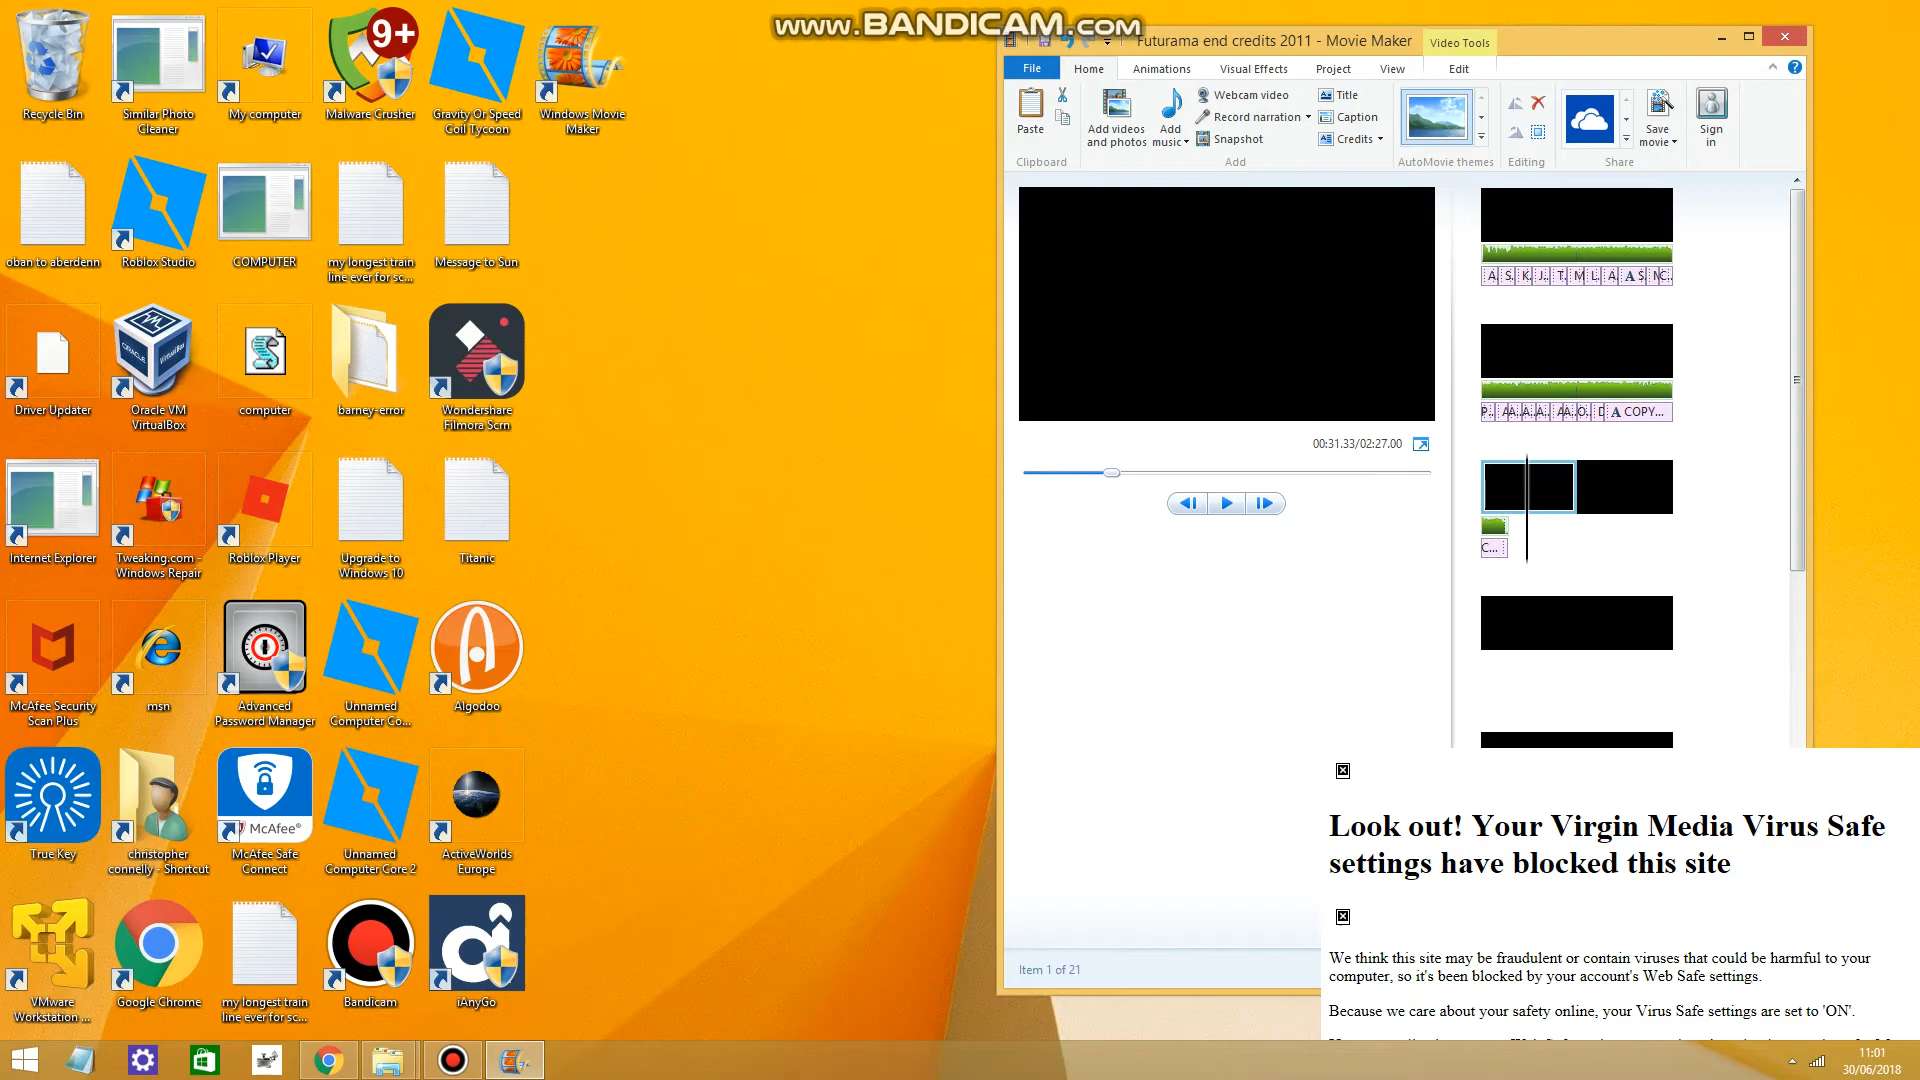 www.BANDICAM.com
Recycle Bin
Similar Photo
Cleaner
My computer
9+
Malware Crusher
Gravity Or Speed
Coil Tycoon
Windows Movie
Maker
oban to aberdenn
Roblox Studio
COMPUTER
my longest train
line ever for sc...
Message to Sun
Driver Updater
Oracle VM
VirtualBox
computer
barney-error
Wondershare
Filmora Scrn
Internet Explorer
Tweaking.com -
Windows Repair
Roblox Player
Upgrade to
Windows 10
Titanic
McAfee Security
Scan Plus
msn
Advanced
Password Manager
Unnamed
Computer Co...
Algodoo
True Key
christopher
connelly - Shortcut
McAfee®
McAfee Safe
Connect
Unnamed
Computer Core 2
ActiveWorlds
Europe
VMware
Workstation ...
Google Chrome
my longest train
line ever for sc...
Bandicam
iAnyGo
Futurama end credits 2011 - Movie Maker
Video Tools
File
Home
Animations
Visual Effects
Project
View
Edit
Paste
Clipboard
Add videos
and photos
Add
music
Webcam video
Record narration
Snapshot
Title
Caption
Credits
Add
AutoMovie themes
Editing
Save
movie
Share
Sign
in
00:31.33/02:27.00
COPY...
C...
Item 1 of 21
Look out! Your Virgin Media Virus Safe
settings have blocked this site
We think this site may be fraudulent or contain viruses that could be harmful to your
computer, so it's been blocked by your account's Web Safe settings.
Because we care about your safety online, your Virus Safe settings are set to 'ON'.
11:01
30/06/2018